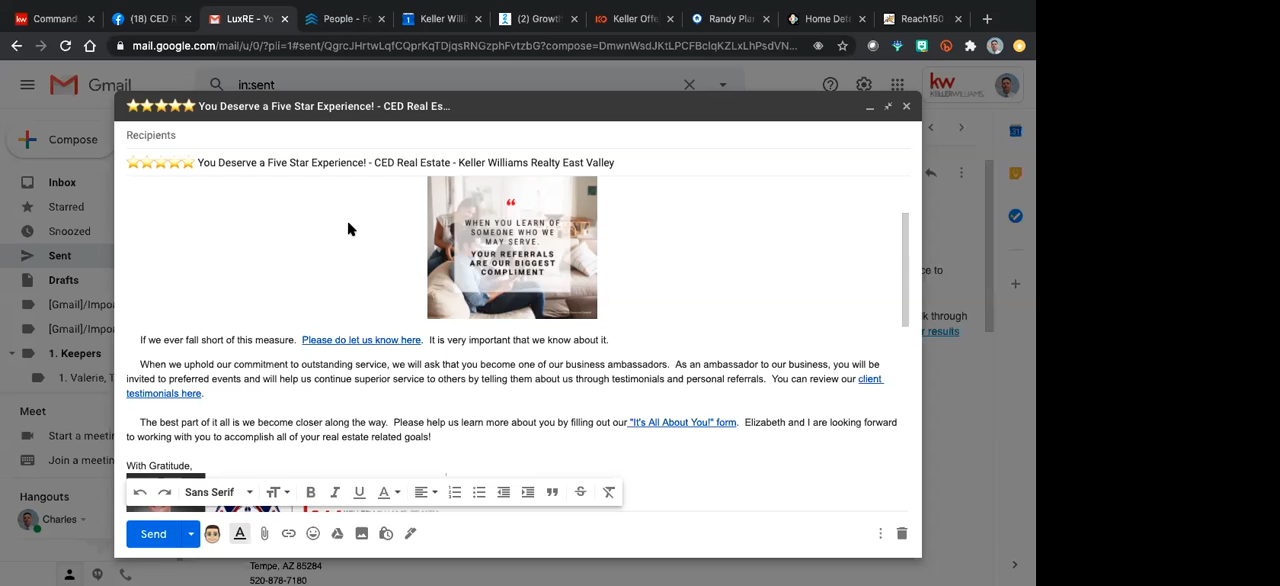 Command
(18) CED R
LuxRE - Yo
People - Fo
Keller Willi
(2) Growt
Keller Offe
Randy Plan
Home Dete
Reach150
mail.google.com/mail/u/0/?pli=1#sent/QgrcJHrtwLqfCQprKqTDjqsRNGzphFvtzbG?compose=DmwnWsdJKtLPCFBclqKZLxLhPsdVN...
Gmail
in:sent
kw
KELLERWILLIAMS
★★★★★ You Deserve a Five Star Experience! - CED Real Es...
Compose
Recipients
⭐⭐⭐⭐⭐ You Deserve a Five Star Experience! - CED Real Estate - Keller Williams Realty East Valley
Inbox
Starred
Snoozed
Sent
Drafts
[Gmail]/Impo
[Gmail]/Impo
1. Keepers
1. Valerie, T
Meet
Start a meetin
Join a meetin
Hangouts
Charles
“
WHEN YOU LEARN OF
SOMEONE WHO WE
MAY SERVE.
YOUR REFERRALS
ARE OUR BIGGEST
COMPLIMENT
ce to
k through
r results
If we ever fall short of this measure. Please do let us know here. It is very important that we know about it.
When we uphold our commitment to outstanding service, we will ask that you become one of our business ambassadors. As an ambassador to our business, you will be
invited to preferred events and will help us continue superior service to others by telling them about us through testimonials and personal referrals. You can review our client
testimonials here.
The best part of it all is we become closer along the way. Please help us learn more about you by filling out our "It's All About You!" form. Elizabeth and I are looking forward
to working with you to accomplish all of your real estate related goals!
With Gratitude,
Sans Serif
Send
Tempe, AZ 85284
520-878-7180